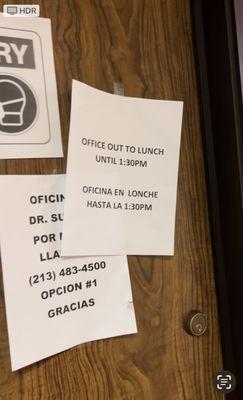 HDR
RY
OFFICE OUT TO LUNCH
UNTIL 1:30PM
OFICINA EN LONCHE
HASTA LA 1:30PM
OFICIN
DR. SU
POR
LLA
(213) 483-4500
OPCION #1
GRACIAS